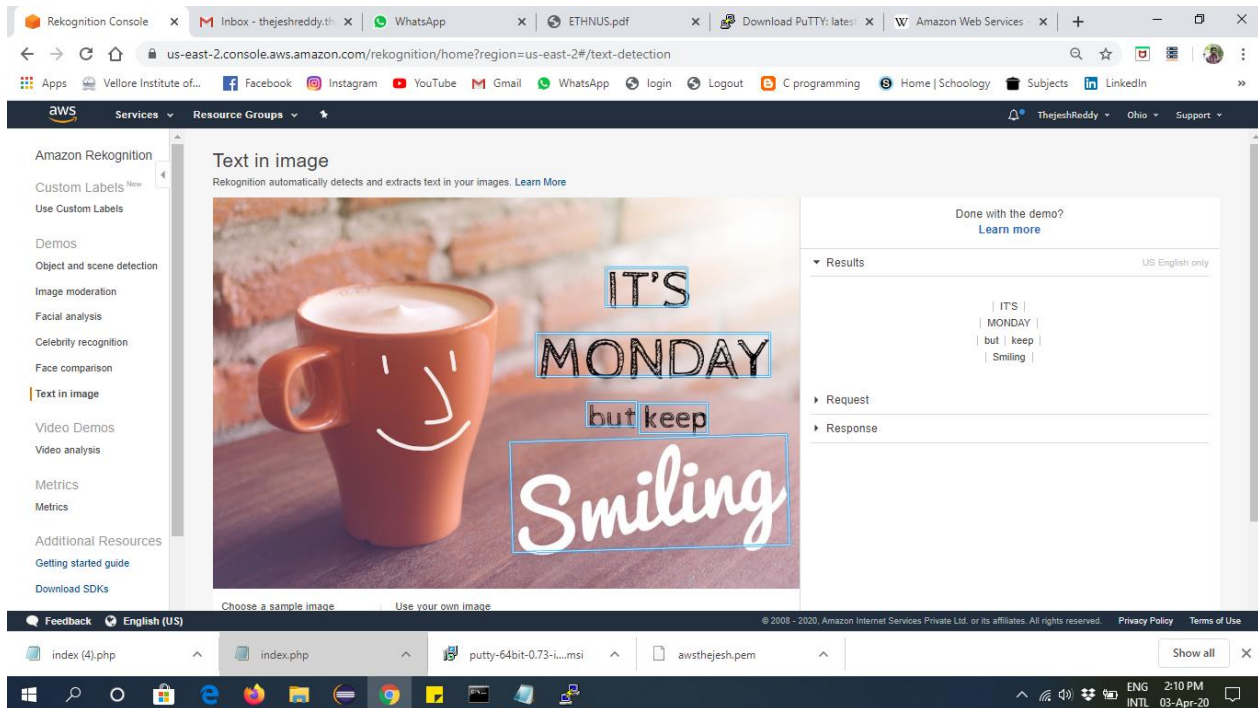 Rekognition Console
Inbox - thejeshreddy.th
WhatsApp
ETHNUS.pdf
Download PuTTY: latest
Amazon Web Services -
us-east-2.console.aws.amazon.com/rekognition/home?region=us-east-2#/text-detection
Apps Vellore Institute of... Facebook Instagram YouTube Gmail WhatsApp login Logout C programming Home | Schoology Subjects LinkedIn »
aws Services Resource Groups ThejeshReddy Ohio Support
Amazon Rekognition
Custom Labels New
Use Custom Labels
Demos
Object and scene detection
Image moderation
Facial analysis
Celebrity recognition
Face comparison
Text in image
Video Demos
Video analysis
Metrics
Metrics
Additional Resources
Getting started guide
Download SDKs
Text in image
Rekognition automatically detects and extracts text in your images. Learn More
IT'S
MONDAY
but keep
Smiling
Choose a sample image Use your own image
Done with the demo?
Learn more
Results US English only
| IT'S |
| MONDAY |
| but | keep |
| Smiling |
Request
Response
Feedback English (US) © 2008 - 2020, Amazon Internet Services Private Ltd. or its affiliates. All rights reserved. Privacy Policy Terms of Use
index (4).php index.php putty-64bit-0.73-i....msi awsthejesh.pem Show all
ENG 2:10 PM
INTL 03-Apr-20